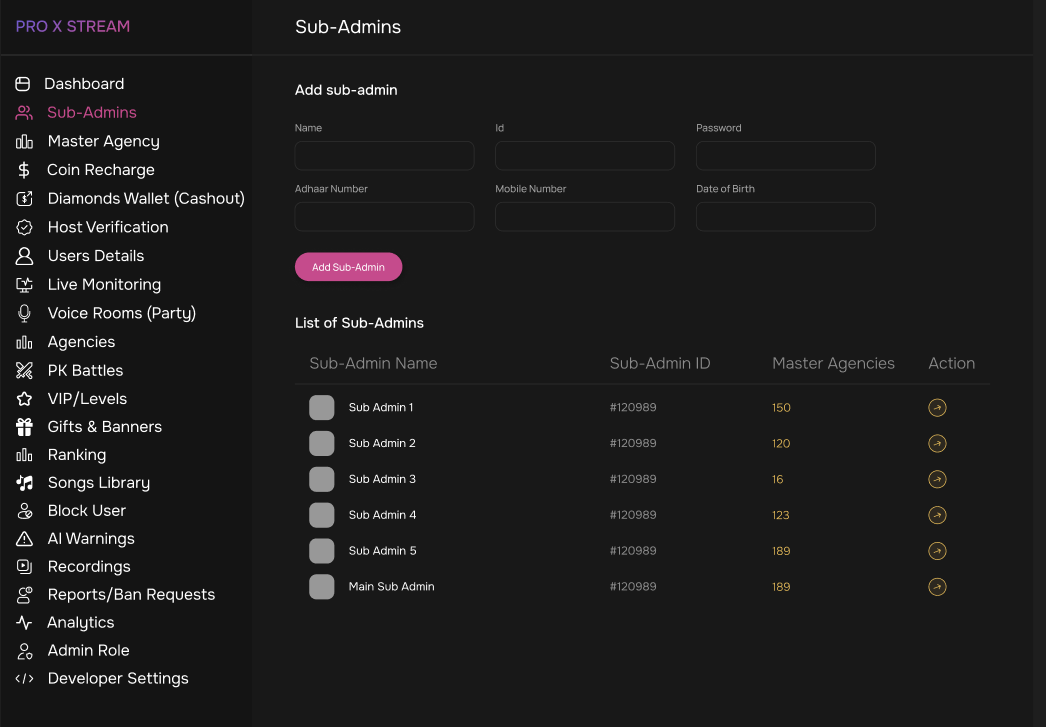 PRO X STREAM
Sub-Admins
Dashboard
Sub-Admins
Master Agency
Coin Recharge
Diamonds Wallet (Cashout)
Host Verification
Users Details
Live Monitoring
Voice Rooms (Party)
Agencies
PK Battles
VIP/Levels
Gifts & Banners
Ranking
Songs Library
Block User
AI Warnings
Recordings
Reports/Ban Requests
Analytics
Admin Role
Developer Settings
Add sub-admin
Name Id Password
Adhaar Number Mobile Number Date of Birth
Add Sub-Admin
List of Sub-Admins
Sub-Admin Name Sub-Admin ID Master Agencies Action
Sub Admin 1 #120989 150
Sub Admin 2 #120989 120
Sub Admin 3 #120989 16
Sub Admin 4 #120989 123
Sub Admin 5 #120989 189
Main Sub Admin #120989 189